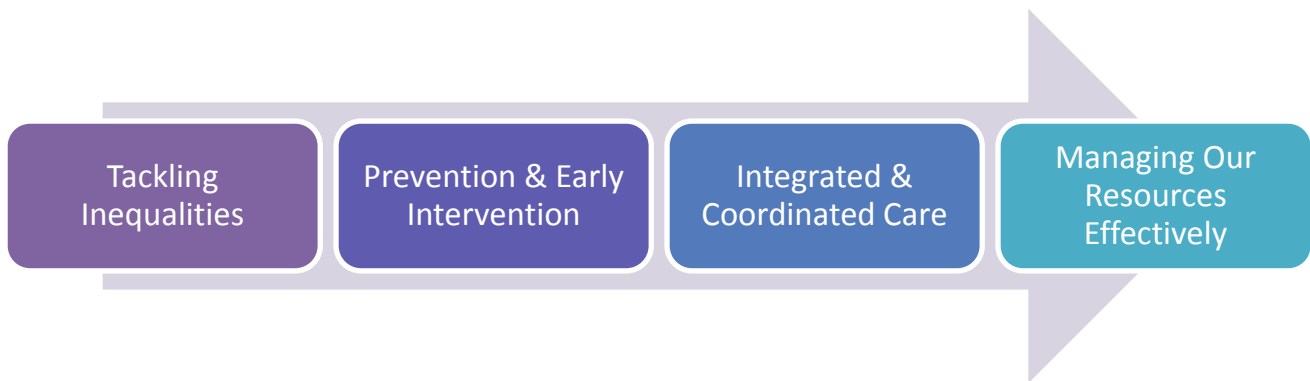 Tackling
Inequalities
Prevention & Early
Intervention
Integrated &
Coordinated Care
Managing Our
Resources
Effectively